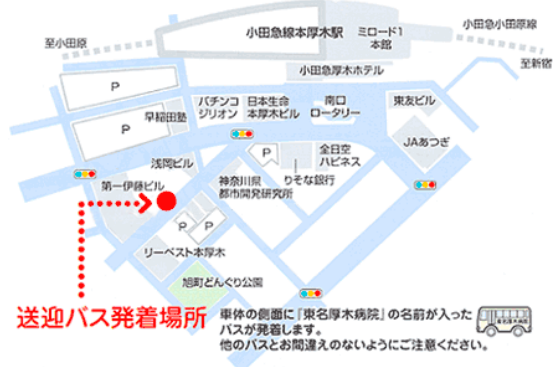 小田急線本厚木駅
ミロード1
本館
小田急小田原線
至小田原
至新宿
小田急厚木ホテル
P
P
早稲田塾
パチンコ
ジリオン
日本生命
本厚木ビル
南口
ロータリー
東友ビル
JAあつぎ
浅岡ビル
P
全日空
ハピネス
りそな銀行
第一伊藤ビル
神奈川県
都市開発研究所
P
P
リーベスト本厚木
旭町どんぐり公園
送迎バス発着場所
車体の側面に『東名厚木病院』の名前が入った
バスが発着します。
他のバスとお間違えのないようにご注意ください。
東名厚木病院